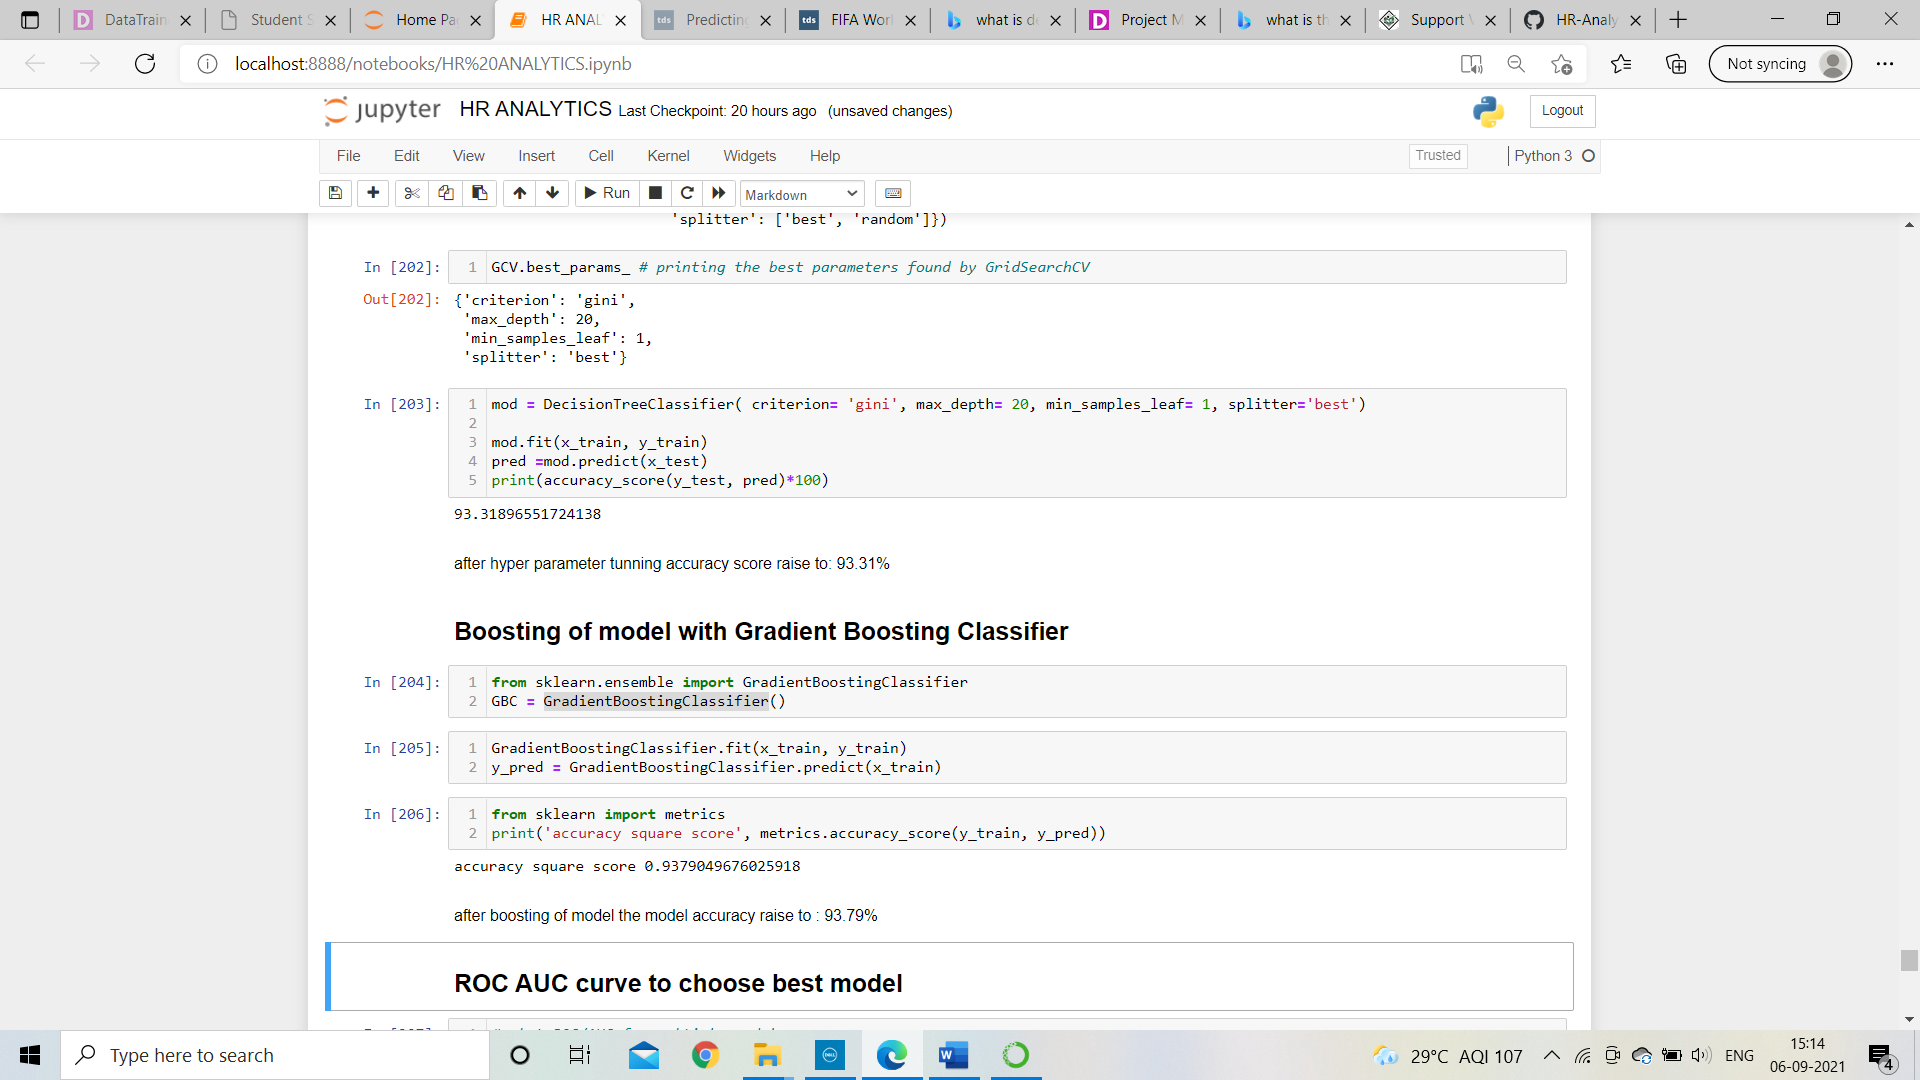 DataTrain
Student S
Home Pa
HR ANAL
tds Predicting
tds FIFA Worl
what is de
Project M
what is th
Support V
HR-Analy
localhost:8888/notebooks/HR%20ANALYTICS.ipynb
Not syncing
jupyter HR ANALYTICS Last Checkpoint: 20 hours ago (unsaved changes)
Logout
File Edit View Insert Cell Kernel Widgets Help
Trusted Python 3
Run Markdown
'splitter': ['best', 'random']})
In [202]: 1 GCV.best_params_ # printing the best parameters found by GridSearchCV
Out[202]: {'criterion': 'gini',
'max_depth': 20,
'min_samples_leaf': 1,
'splitter': 'best'}
In [203]: 1 mod = DecisionTreeClassifier( criterion= 'gini', max_depth= 20, min_samples_leaf= 1, splitter='best')
2
3 mod.fit(x_train, y_train)
4 pred =mod.predict(x_test)
5 print(accuracy_score(y_test, pred)*100)
93.31896551724138
after hyper parameter tunning accuracy score raise to: 93.31%
Boosting of model with Gradient Boosting Classifier
In [204]: 1 from sklearn.ensemble import GradientBoostingClassifier
2 GBC = GradientBoostingClassifier()
In [205]: 1 GradientBoostingClassifier.fit(x_train, y_train)
2 y_pred = GradientBoostingClassifier.predict(x_train)
In [206]: 1 from sklearn import metrics
2 print('accuracy square score', metrics.accuracy_score(y_train, y_pred))
accuracy square score 0.9379049676025918
after boosting of model the model accuracy raise to : 93.79%
ROC AUC curve to choose best model
Type here to search
29°C AQI 107
ENG
15:14
06-09-2021
4